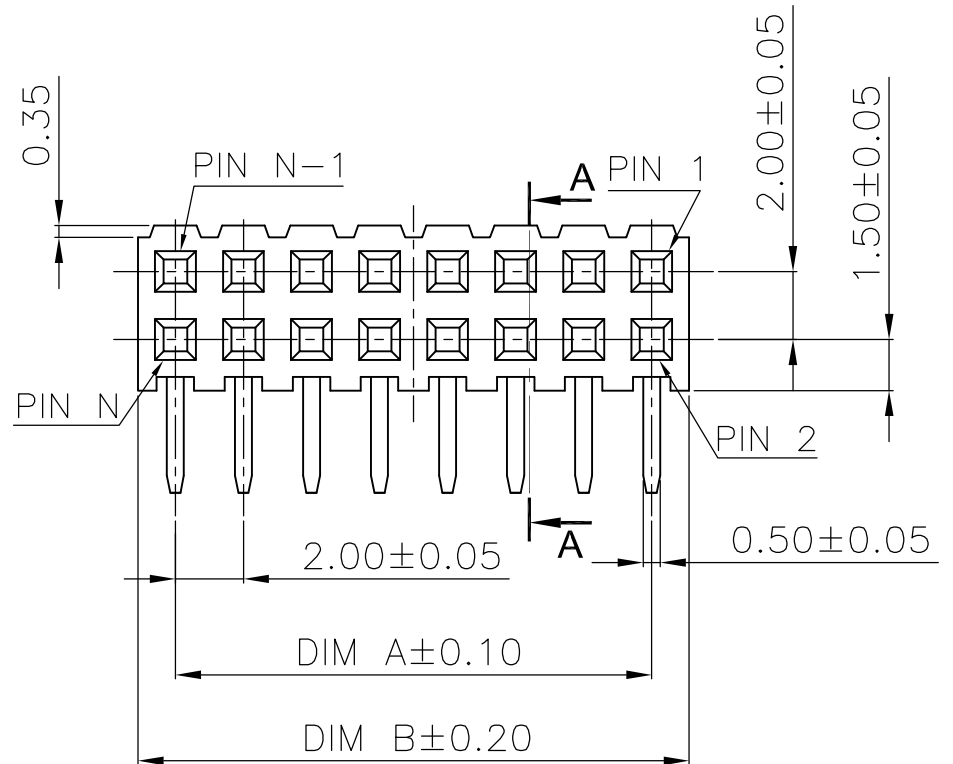 0.35
PIN N-1
A
PIN 1
2.00±0.05
1.50±0.05
PIN N
PIN 2
A
2.00±0.05
0.50±0.05
DIM A±0.10
DIM B±0.20